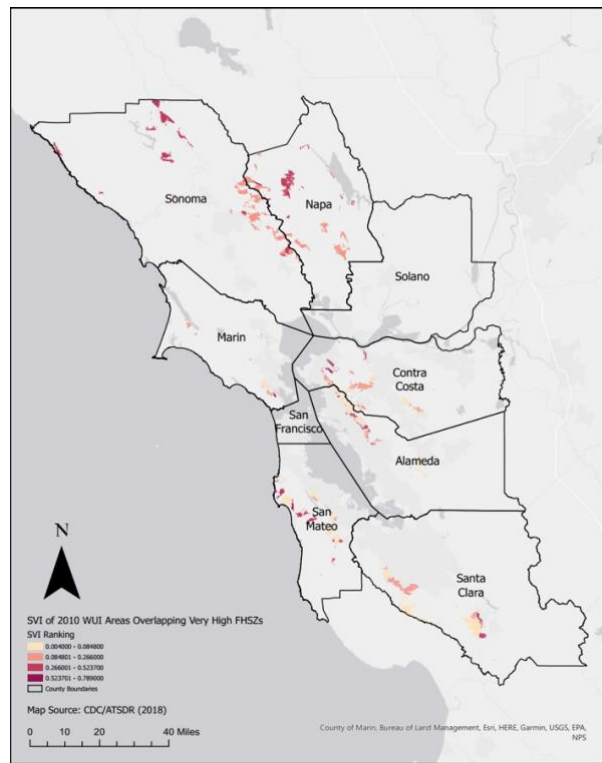 Sonoma
Napa
Solano
Marin
Contra
Costa
San
Francisco
Alameda
San
Mateo
Santa
Clara
N
SVI of 2010 WUI Areas Overlapping Very High FHSZs
SVI Ranking
0.004000 - 0.084800
0.084801 - 0.266000
0.266001 - 0.523700
0.523701 - 0.789000
County Boundaries
Map Source: CDC/ATSDR (2018)
0 10 20 40 Miles
County of Marin, Bureau of Land Management, Esri, HERE, Garmin, USGS, EPA,
NPS